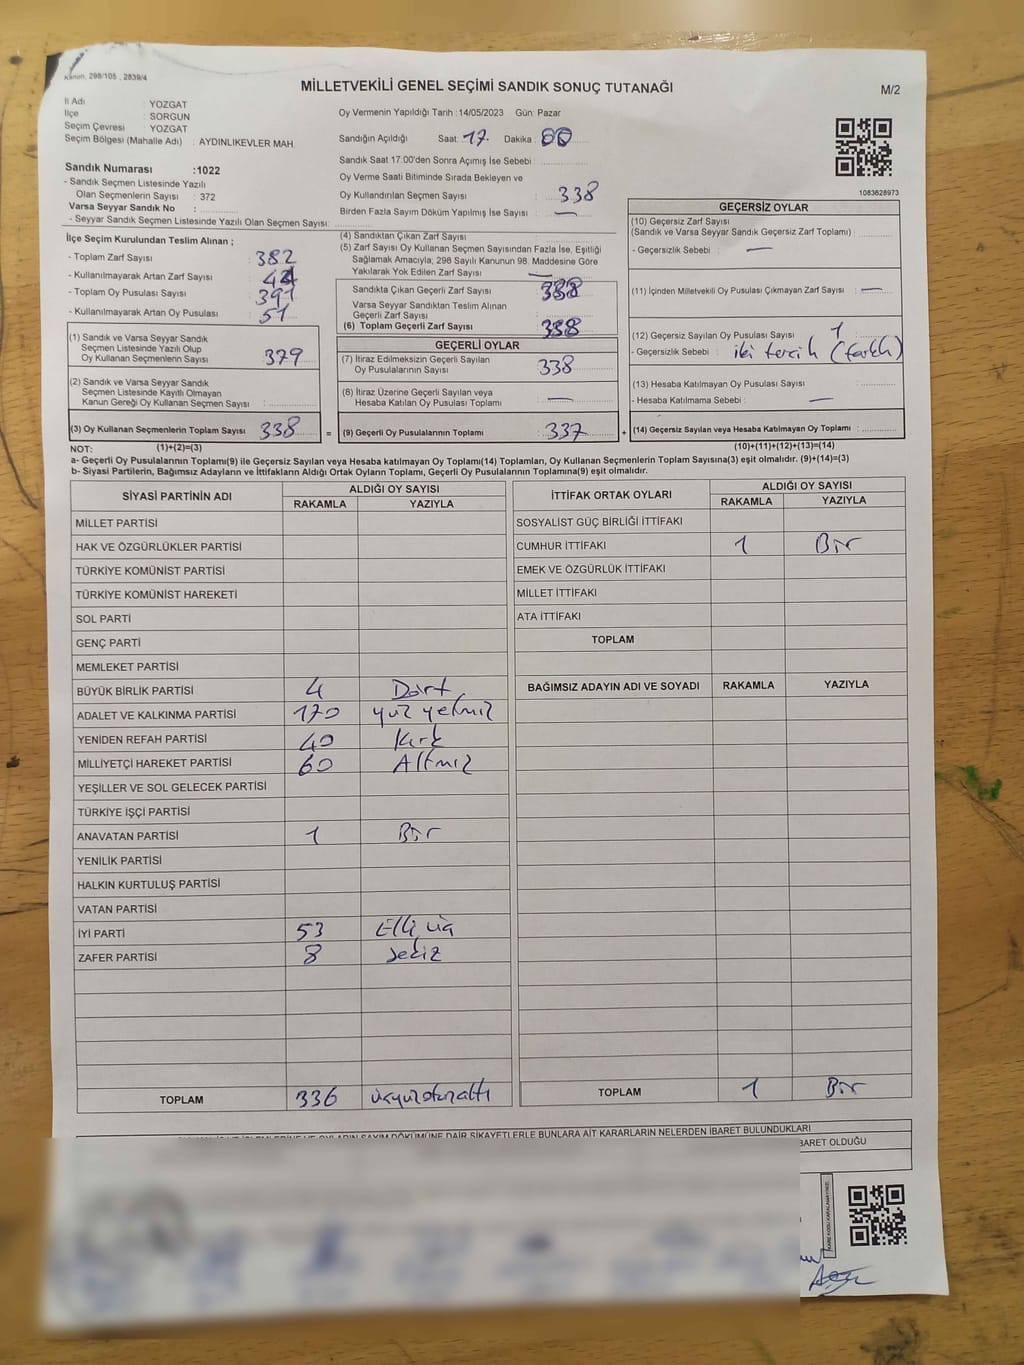 Kanun, 298/105 , 2839/4
MİLLETVEKİLİ GENEL SEÇİMİ SANDIK SONUÇ TUTANAĞI
M/2
İl Adı : YOZGAT
İlçe : SORGUN
Seçim Çevresi : YOZGAT
Seçim Bölgesi (Mahalle Adı) : AYDINLIKEVLER MAH.
Sandık Numarası :1022
- Sandık Seçmen Listesinde Yazılı
Olan Seçmenlerin Sayısı : 372
Varsa Seyyar Sandık No :
- Seyyar Sandık Seçmen Listesinde Yazılı Olan Seçmen Sayısı:
Oy Vermenin Yapıldığı Tarih : 14/05/2023 Gün: Pazar
Sandığın Açıldığı Saat: 17 Dakika : 00
Sandık Saat 17:00'den Sonra Açımış İse Sebebi :
Oy Verme Saati Bitiminde Sırada Bekleyen ve
Oy Kullandırılan Seçmen Sayısı : 338
Birden Fazla Sayım Döküm Yapılmış İse Sayısı : —
1083628973
İlçe Seçim Kurulundan Teslim Alınan ;
- Toplam Zarf Sayısı : 382
- Kullanılmayarak Artan Zarf Sayısı : 44
- Toplam Oy Pusulası Sayısı : 391
- Kullanılmayarak Artan Oy Pusulası : 51
(1) Sandık ve Varsa Seyyar Sandık
Seçmen Listesinde Yazılı Olup
Oy Kullanan Seçmenlerin Sayısı : 379
(2) Sandık ve Varsa Seyyar Sandık
Seçmen Listesinde Kayıtlı Olmayan
Kanun Gereği Oy Kullanan Seçmen Sayısı :
(3) Oy Kullanan Seçmenlerin Toplam Sayısı : 338
(4) Sandıktan Çıkan Zarf Sayısı :
(5) Zarf Sayısı Oy Kullanan Seçmen Sayısından Fazla İse, Eşitliği
Sağlamak Amacıyla; 298 Sayılı Kanunun 98. Maddesine Göre
Yakılarak Yok Edilen Zarf Sayısı : —
Sandıkta Çıkan Geçerli Zarf Sayısı : 338
Varsa Seyyar Sandıktan Teslim Alınan
Geçerli Zarf Sayısı :
(6) Toplam Geçerli Zarf Sayısı : 338
GEÇERLİ OYLAR
(7) İtiraz Edilmeksizin Geçerli Sayılan
Oy Pusulalarının Sayısı : 338
(8) İtiraz Üzerine Geçerli Sayılan veya
Hesaba Katılan Oy Pusulası Toplamı : —
= (9) Geçerli Oy Pusulalarının Toplamı : 337 +
GEÇERSİZ OYLAR
(10) Geçersiz Zarf Sayısı
(Sandık ve Varsa Seyyar Sandık Geçersiz Zarf Toplamı) :
- Geçersizlik Sebebi : —
(11) İçinden Milletvekili Oy Pusulası Çıkmayan Zarf Sayısı : —
(12) Geçersiz Sayılan Oy Pusulası Sayısı : 1
- Geçersizlik Sebebi : iki tercih (farklı)
(13) Hesaba Katılmayan Oy Pusulası Sayısı :
- Hesaba Katılmama Sebebi : —
(14) Geçersiz Sayılan veya Hesaba Katılmayan Oy Toplamı :
NOT: (1)+(2)=(3) (10)+(11)+(12)+(13)=(14)
a- Geçerli Oy Pusulalarının Toplamı(9) ile Geçersiz Sayılan veya Hesaba katılmayan Oy Toplamı(14) Toplamları, Oy Kullanan Seçmenlerin Toplam Sayısına(3) eşit olmalıdır. (9)+(14)=(3)
b- Siyasi Partilerin, Bağımsız Adayların ve İttifakların Aldığı Ortak Oyların Toplamı, Geçerli Oy Pusulalarının Toplamına(9) eşit olmalıdır.
SİYASİ PARTİNİN ADI ALDIĞI OY SAYISI
RAKAMLA YAZIYLA
MİLLET PARTİSİ
HAK VE ÖZGÜRLÜKLER PARTİSİ
TÜRKİYE KOMÜNİST PARTİSİ
TÜRKİYE KOMÜNİST HAREKETİ
SOL PARTİ
GENÇ PARTİ
MEMLEKET PARTİSİ
BÜYÜK BİRLİK PARTİSİ 4 Dört
ADALET VE KALKINMA PARTİSİ 170 yüz yetmiş
YENİDEN REFAH PARTİSİ 40 Kırk
MİLLİYETÇİ HAREKET PARTİSİ 60 Altmış
YEŞİLLER VE SOL GELECEK PARTİSİ
TÜRKİYE İŞÇİ PARTİSİ
ANAVATAN PARTİSİ 1 Bir
YENİLİK PARTİSİ
HALKIN KURTULUŞ PARTİSİ
VATAN PARTİSİ
İYİ PARTİ 53 Elli üç
ZAFER PARTİSİ 8 Sekiz
TOPLAM 336 üçyüzotuzaltı
İTTİFAK ORTAK OYLARI ALDIĞI OY SAYISI
RAKAMLA YAZIYLA
SOSYALİST GÜÇ BİRLİĞİ İTTİFAKI
CUMHUR İTTİFAKI 1 Bir
EMEK VE ÖZGÜRLÜK İTTİFAKI
MİLLET İTTİFAKI
ATA İTTİFAKI
TOPLAM
BAĞIMSIZ ADAYIN ADI VE SOYADI RAKAMLA YAZIYLA
TOPLAM 1 Bir
OYLARIN SAYIM DÖKÜMÜNE DAİR ŞİKAYETLERLE BUNLARA AİT KARARLARIN NELERDEN İBARET BULUNDUKLARI
BARET OLDUĞU